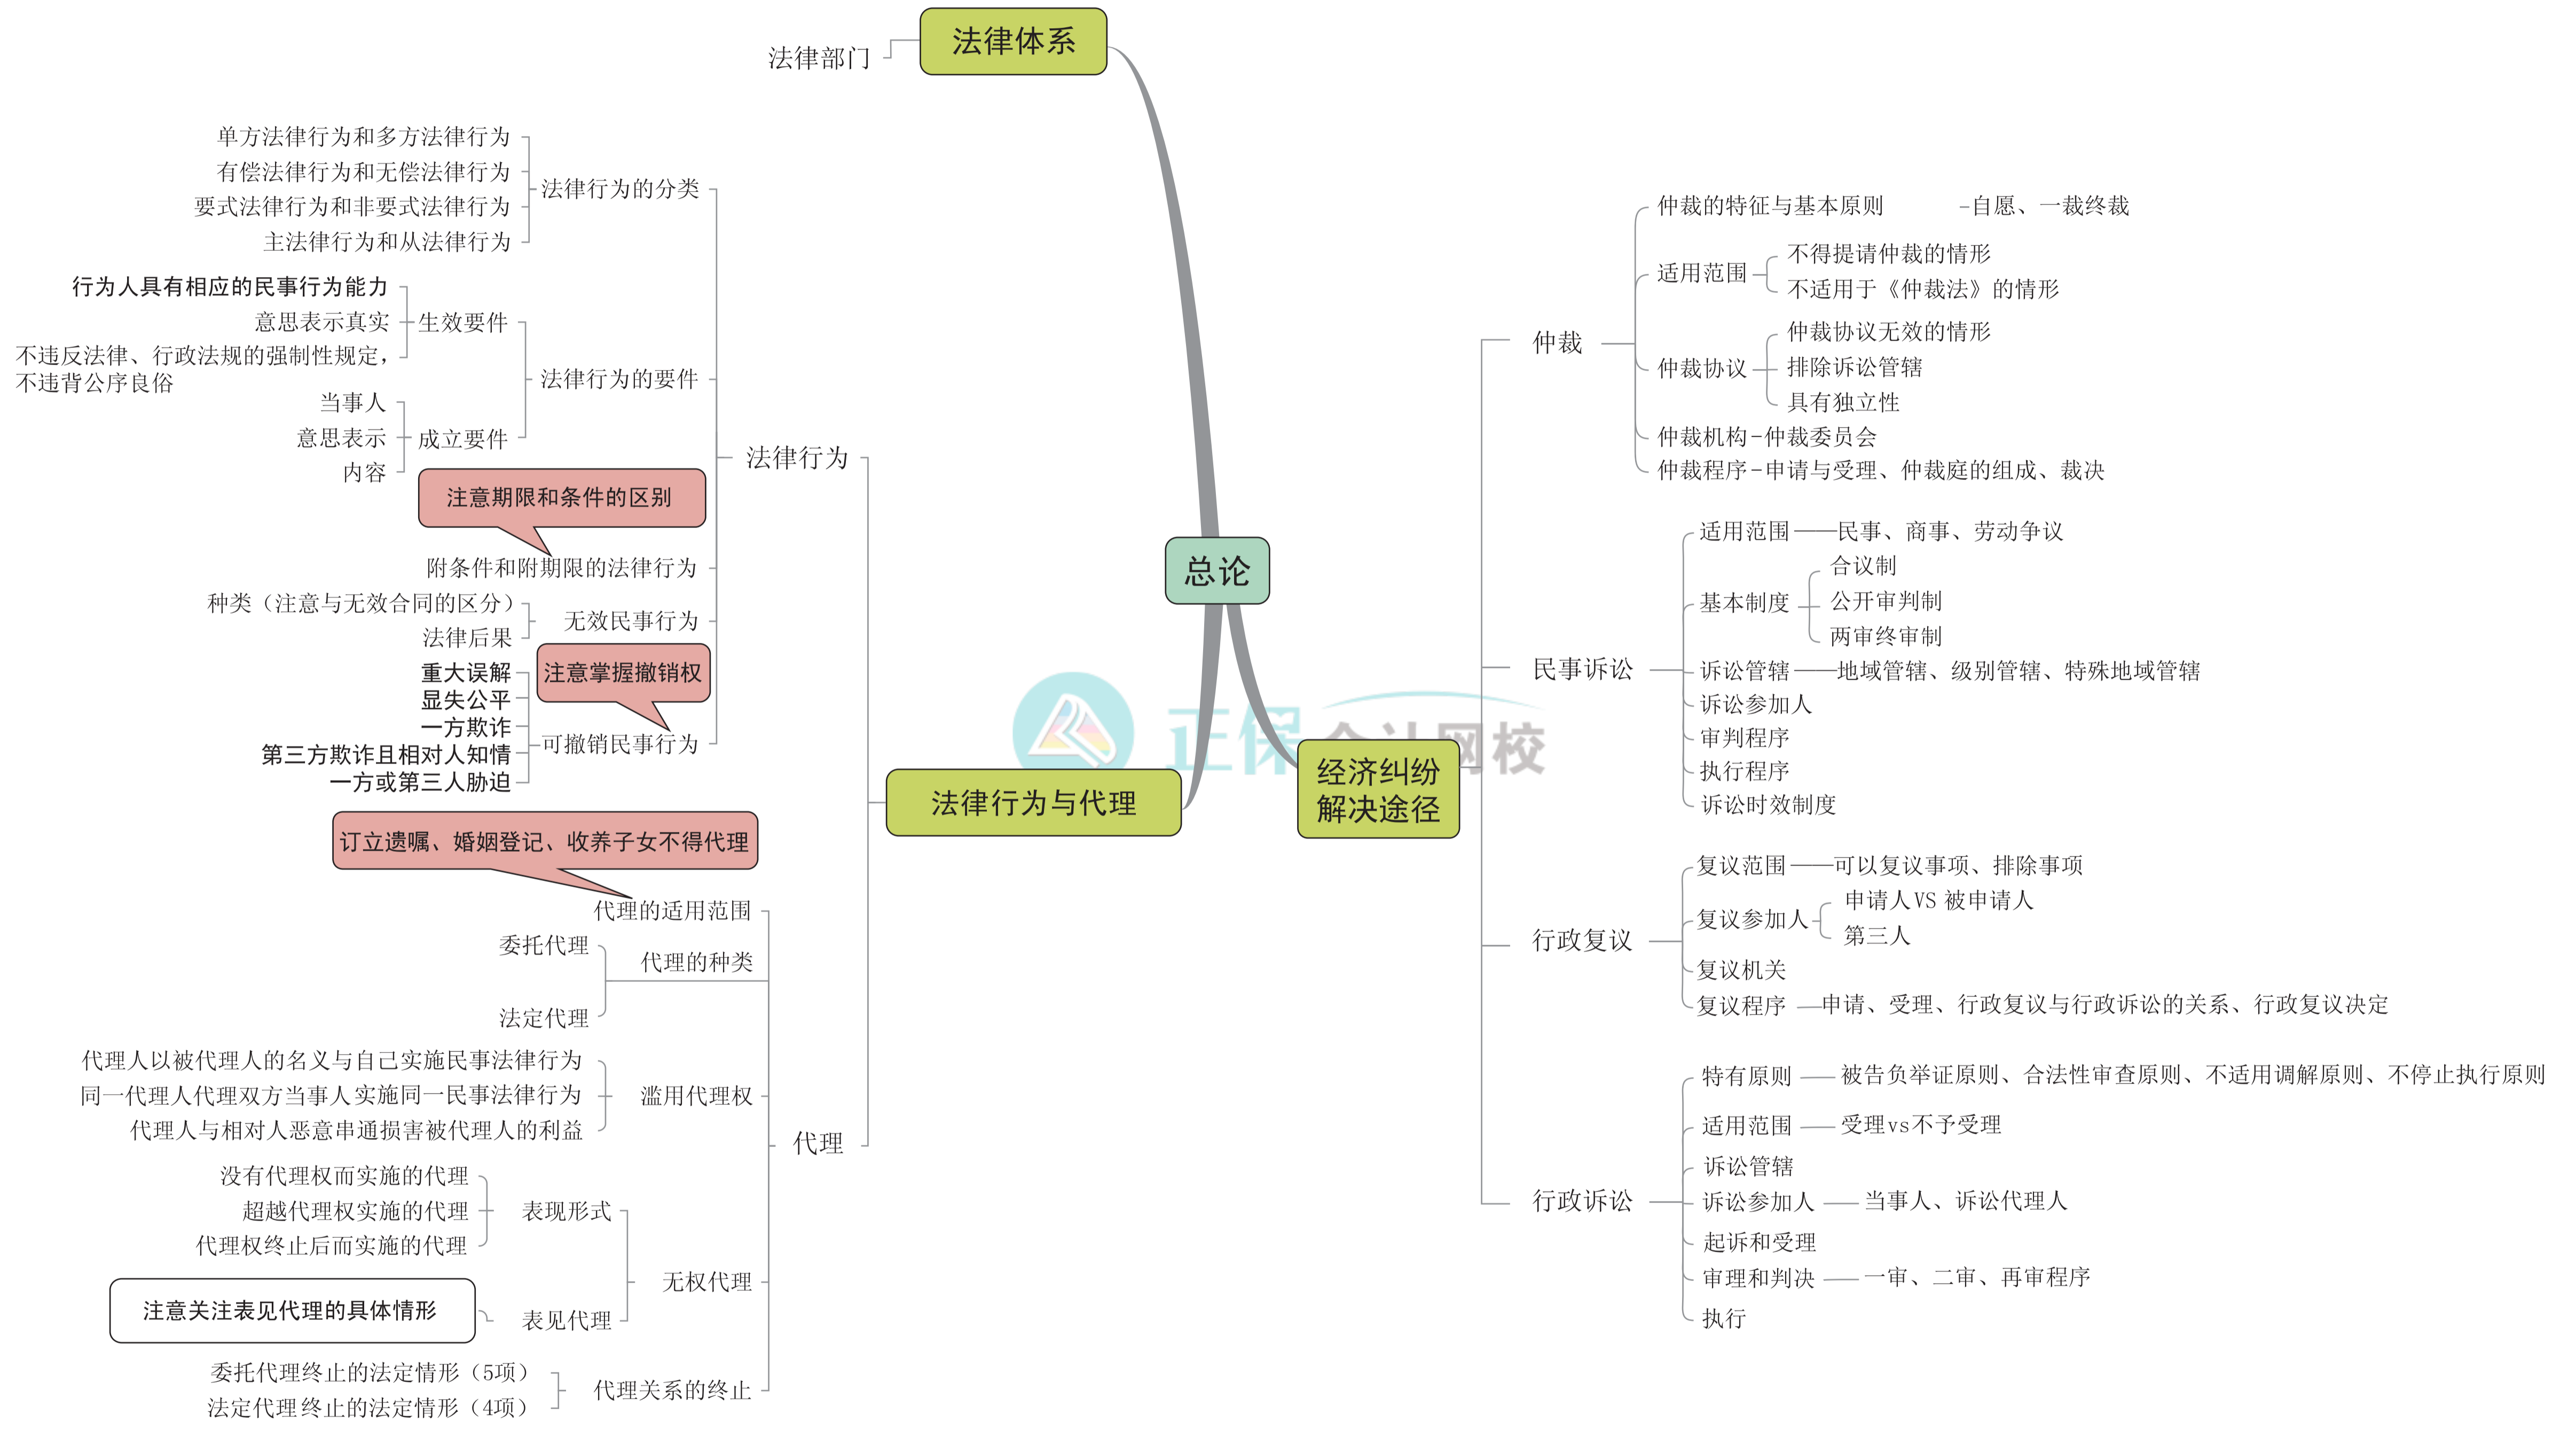 法律体系
法律部门
总论
法律行为与代理
法律行为
法律行为的分类
单方法律行为和多方法律行为
有偿法律行为和无偿法律行为
要式法律行为和非要式法律行为
主法律行为和从法律行为
法律行为的要件
生效要件
行为人具有相应的民事行为能力
意思表示真实
不违反法律、行政法规的强制性规定，
不违背公序良俗
成立要件
当事人
意思表示
内容
注意期限和条件的区别
附条件和附期限的法律行为
无效民事行为
种类（注意与无效合同的区分）
法律后果
注意掌握撤销权
可撤销民事行为
重大误解
显失公平
一方欺诈
第三方欺诈且相对人知情
一方或第三人胁迫
代理
订立遗嘱、婚姻登记、收养子女不得代理
代理的适用范围
代理的种类
委托代理
法定代理
滥用代理权
代理人以被代理人的名义与自己实施民事法律行为
同一代理人代理双方当事人实施同一民事法律行为
代理人与相对人恶意串通损害被代理人的利益
无权代理
表现形式
没有代理权而实施的代理
超越代理权实施的代理
代理权终止后而实施的代理
表见代理
注意关注表见代理的具体情形
代理关系的终止
委托代理终止的法定情形（5项）
法定代理终止的法定情形（4项）
正保会计网校
经济纠纷
解决途径
仲裁
仲裁的特征与基本原则 -自愿、一裁终裁
适用范围
不得提请仲裁的情形
不适用于《仲裁法》的情形
仲裁协议
仲裁协议无效的情形
排除诉讼管辖
具有独立性
仲裁机构-仲裁委员会
仲裁程序-申请与受理、仲裁庭的组成、裁决
民事诉讼
适用范围——民事、商事、劳动争议
基本制度
合议制
公开审判制
两审终审制
诉讼管辖——地域管辖、级别管辖、特殊地域管辖
诉讼参加人
审判程序
执行程序
诉讼时效制度
行政复议
复议范围——可以复议事项、排除事项
复议参加人
申请人VS 被申请人
第三人
复议机关
复议程序 —申请、受理、行政复议与行政诉讼的关系、行政复议决定
行政诉讼
特有原则 — 被告负举证原则、合法性审查原则、不适用调解原则、不停止执行原则
适用范围 — 受理vs不予受理
诉讼管辖
诉讼参加人 — 当事人、诉讼代理人
起诉和受理
审理和判决 — 一审、二审、再审程序
执行